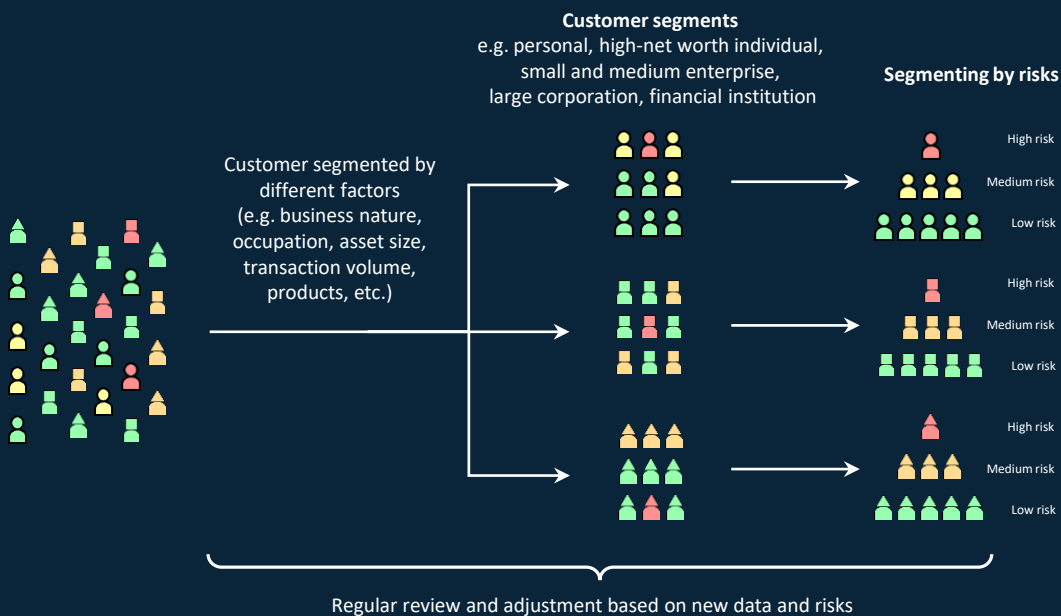 Customer segments
e.g. personal, high-net worth individual,
small and medium enterprise,
large corporation, financial institution
Segmenting by risks
Customer segmented by
different factors
(e.g. business nature,
occupation, asset size,
transaction volume,
products, etc.)
High risk
Medium risk
Low risk
High risk
Medium risk
Low risk
High risk
Medium risk
Low risk
Regular review and adjustment based on new data and risks